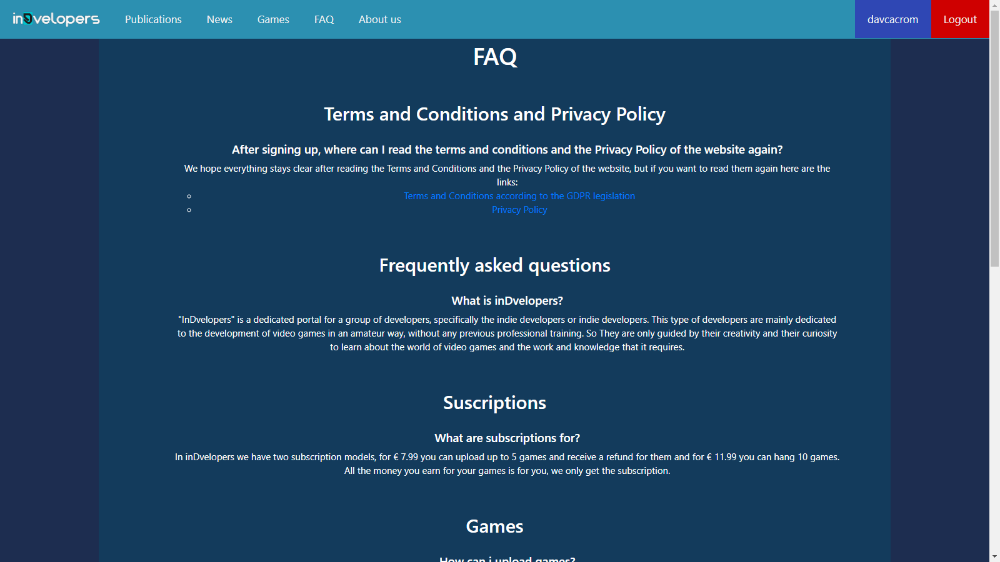 inDvelopers Publications News Games FAQ About us davcacrom Logout
FAQ
Terms and Conditions and Privacy Policy
After signing up, where can I read the terms and conditions and the Privacy Policy of the website again?
We hope everything stays clear after reading the Terms and Conditions and the Privacy Policy of the website, but if you want to read them again here are the
links:
Terms and Conditions according to the GDPR legislation
Privacy Policy
Frequently asked questions
What is inDvelopers?
"InDvelopers" is a dedicated portal for a group of developers, specifically the indie developers or indie developers. This type of developers are mainly dedicated
to the development of video games in an amateur way, without any previous professional training. So They are only guided by their creativity and their curiosity
to learn about the world of video games and the work and knowledge that it requires.
Suscriptions
What are subscriptions for?
In inDvelopers we have two subscription models, for € 7.99 you can upload up to 5 games and receive a refund for them and for € 11.99 you can hang 10 games.
All the money you earn for your games is for you, we only get the subscription.
Games
How can i upload games?